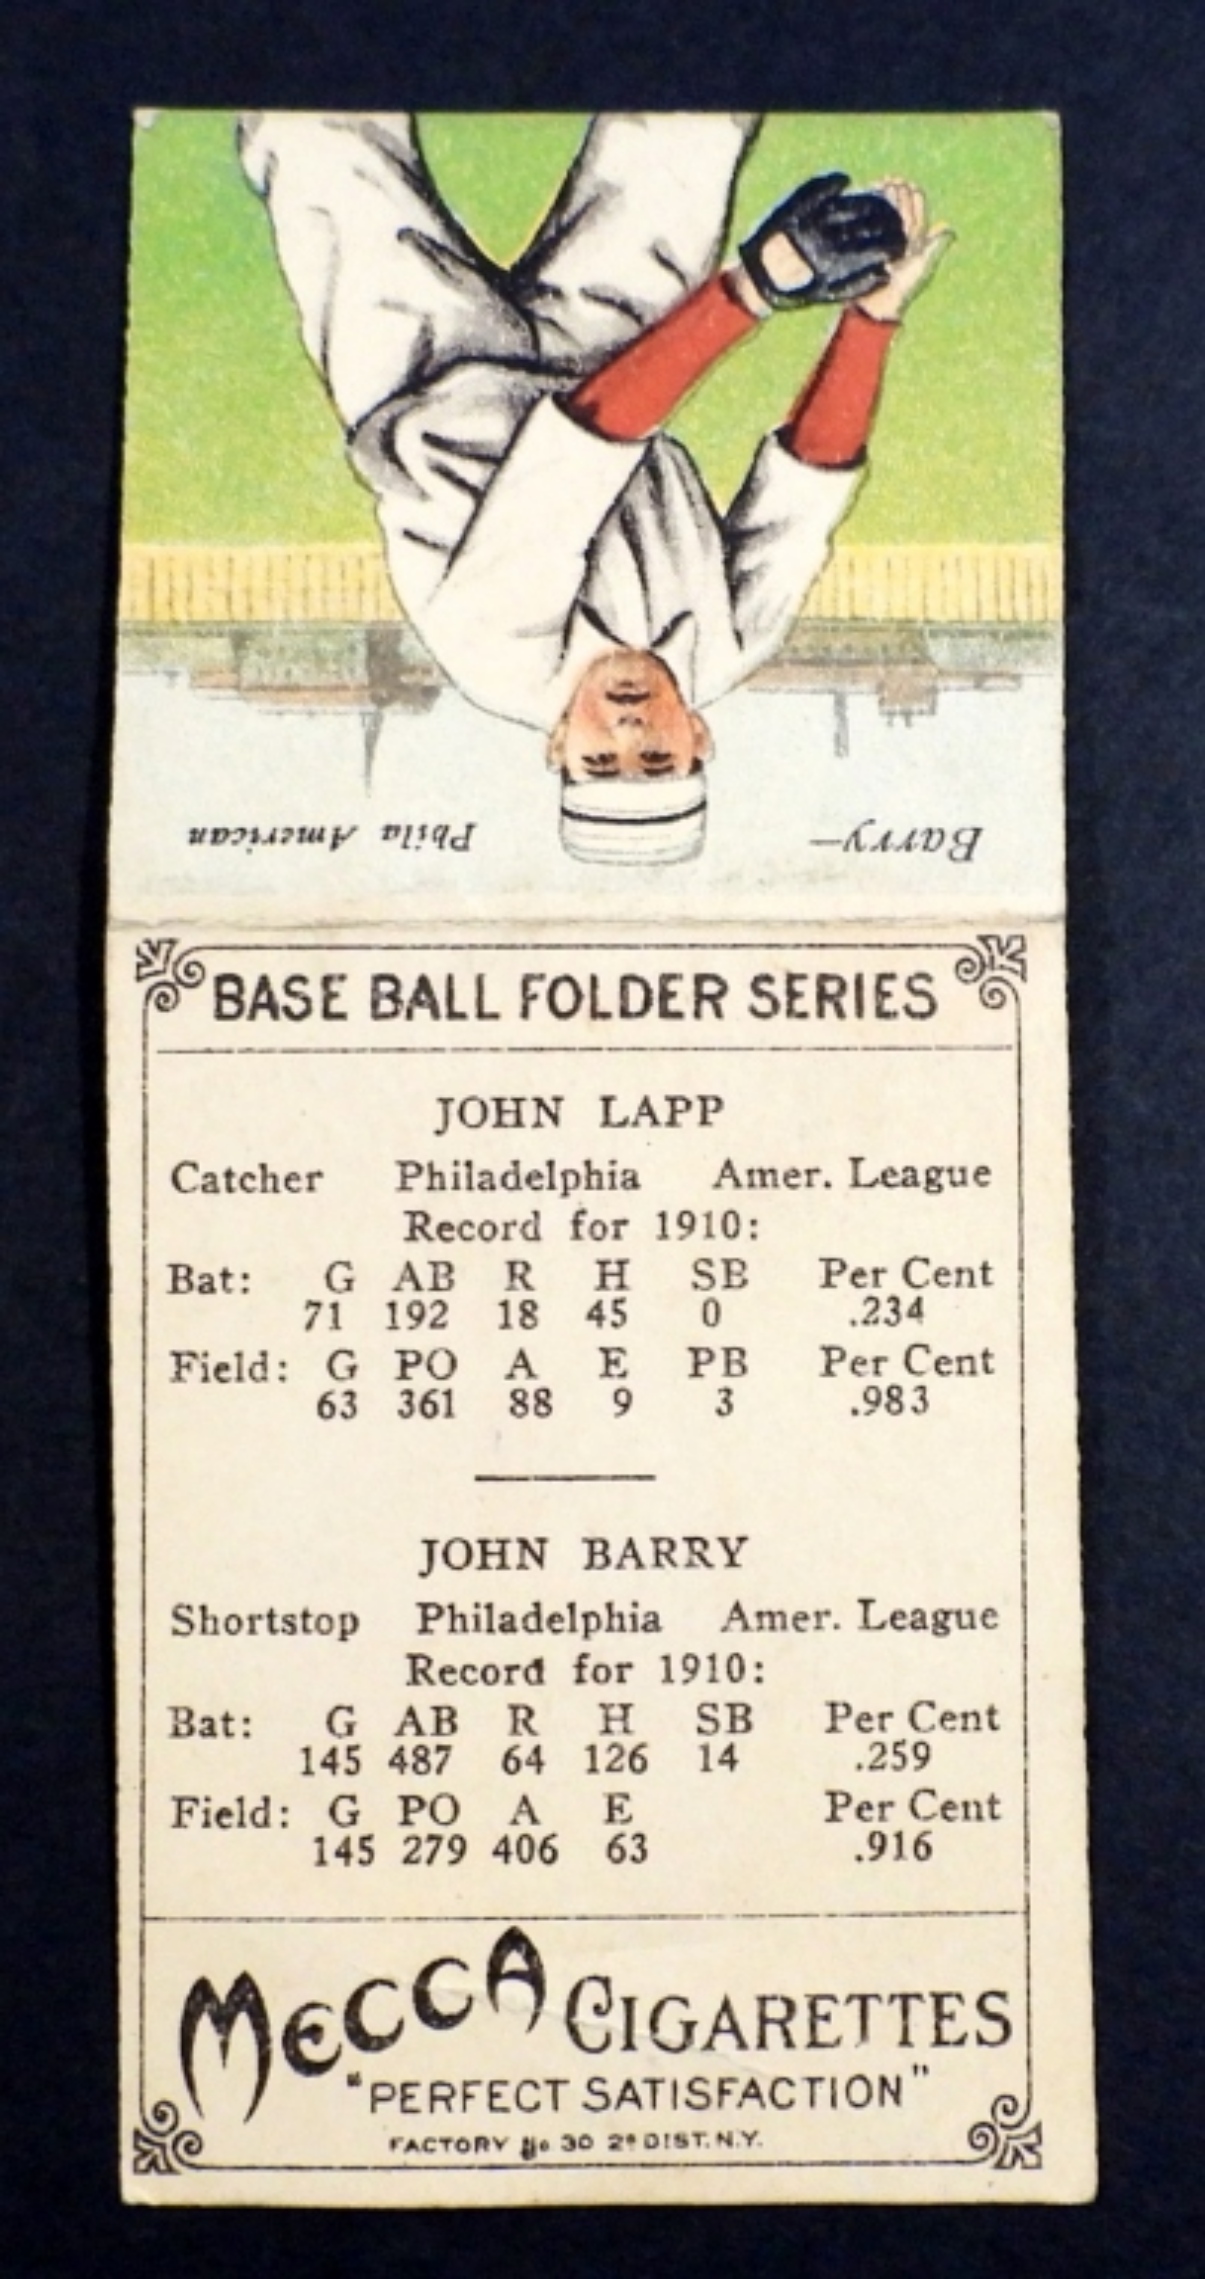 Barry— Phila American
BASE BALL FOLDER SERIES
JOHN LAPP
Catcher Philadelphia Amer. League
Record for 1910:
Bat: G AB R H SB Per Cent
71 192 18 45 0 .234
Field: G PO A E PB Per Cent
63 361 88 9 3 .983
JOHN BARRY
Shortstop Philadelphia Amer. League
Record for 1910:
Bat: G AB R H SB Per Cent
145 487 64 126 14 .259
Field: G PO A E Per Cent
145 279 406 63 .916
MECCA CIGARETTES
"PERFECT SATISFACTION"
FACTORY No 30 2ᵈ DIST. N.Y.